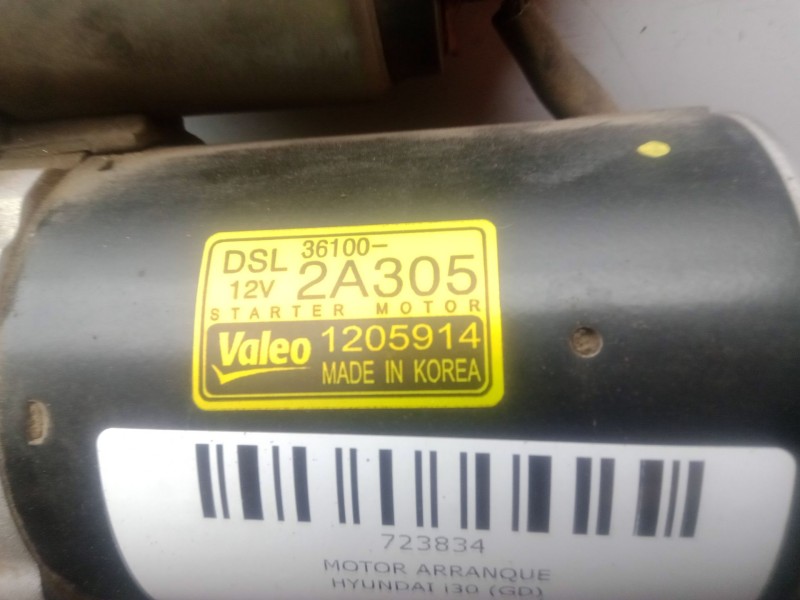 DSL 36100-
12V 2A305
STARTER MOTOR
Valeo 1205914
MADE IN KOREA
723834
MOTOR ARRANQUE
HYUNDAI i30 (GD)